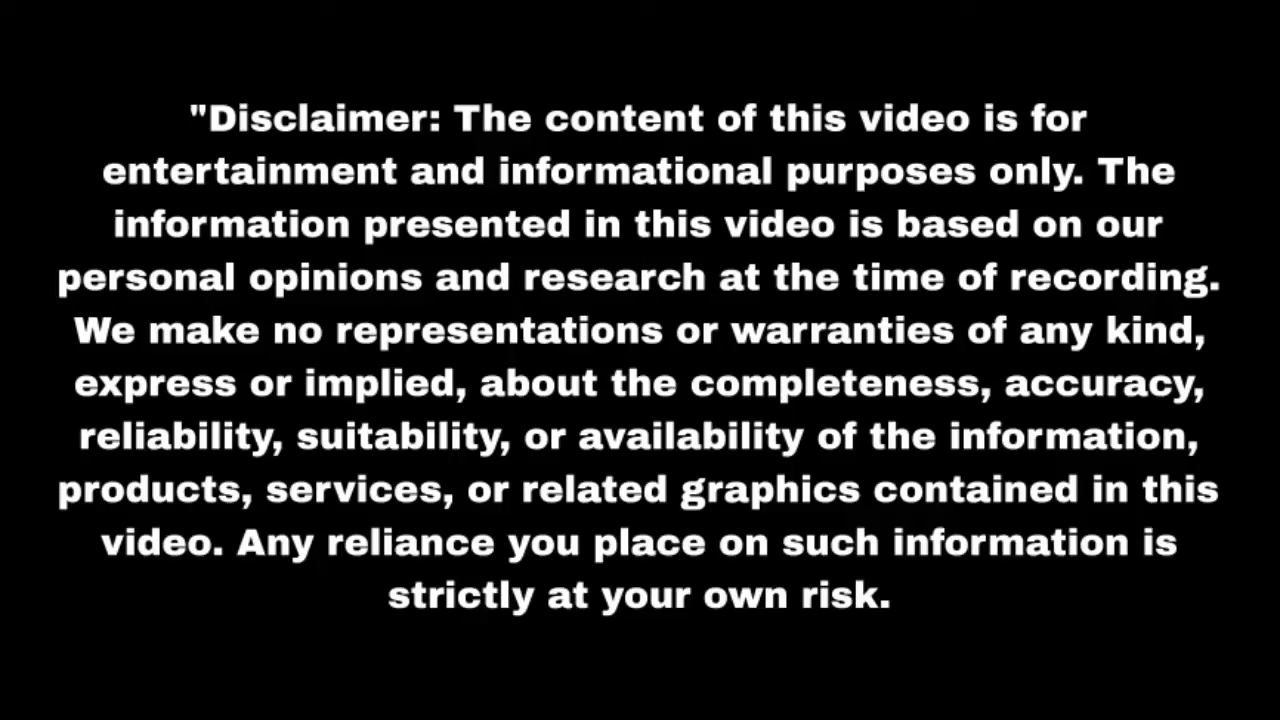 "Disclaimer: The content of this video is for
entertainment and informational purposes only. The
information presented in this video is based on our
personal opinions and research at the time of recording.
We make no representations or warranties of any kind,
express or implied, about the completeness, accuracy,
reliability, suitability, or availability of the information,
products, services, or related graphics contained in this
video. Any reliance you place on such information is
strictly at your own risk.